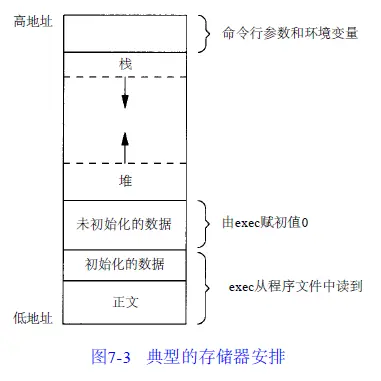 高地址
命令行参数和环境变量
栈
堆
未初始化的数据
由exec赋初值0
初始化的数据
exec从程序文件中读到
正文
低地址
图7-3 典型的存储器安排